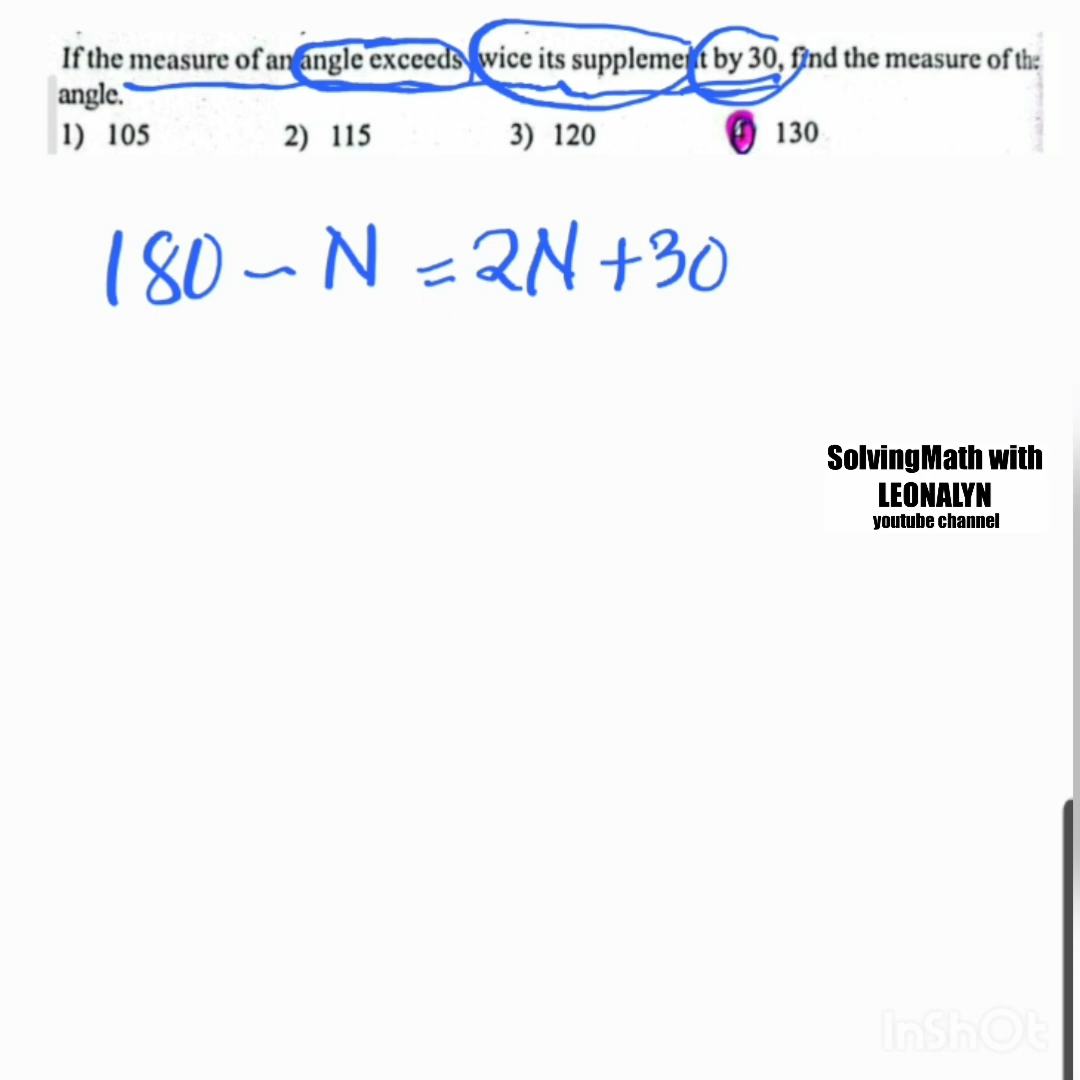 If the measure of an angle exceeds twice its supplement by 30, find the measure of the
angle.
1) 105 2) 115 3) 120 4) 130
180 - N = 2N + 30
SolvingMath with
LEONALYN
youtube channel
InShOt